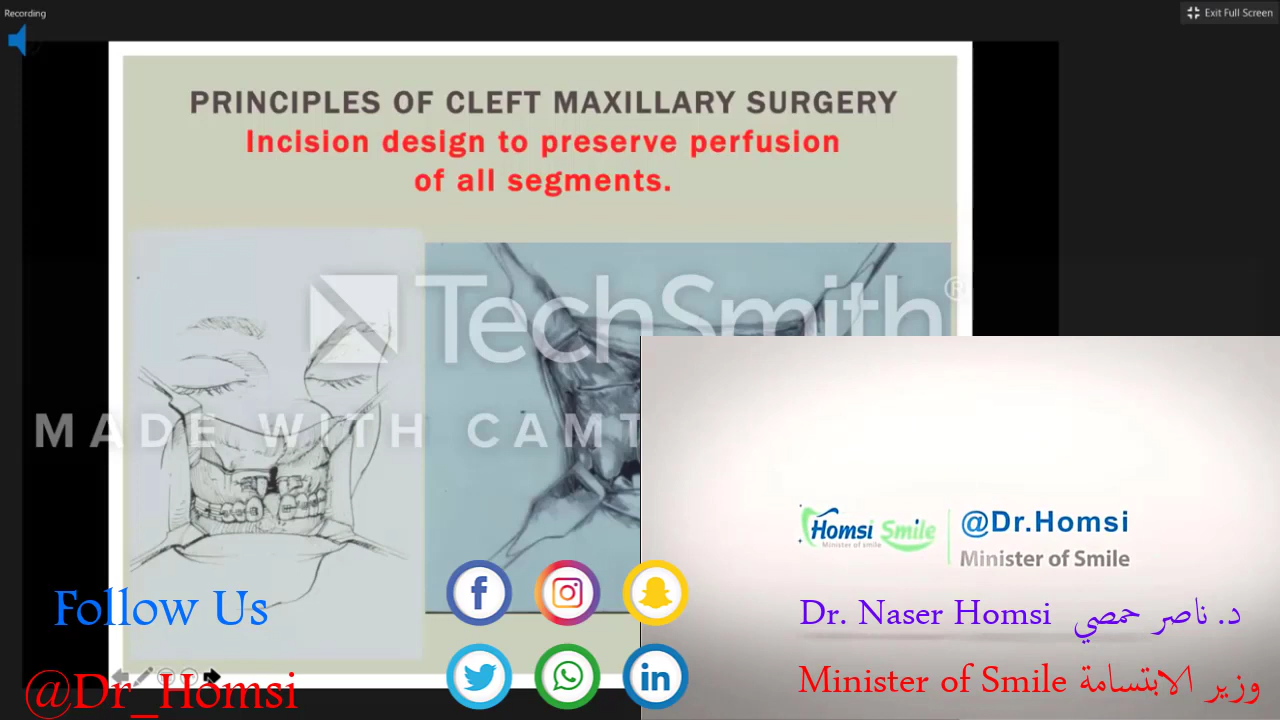 Recording
Exit Full Screen
PRINCIPLES OF CLEFT MAXILLARY SURGERY
Incision design to preserve perfusion
of all segments.
TechSmith®
MADE WITH CAMT
Homsi Smile
Minister of smile
@Dr.Homsi
Minister of Smile
Follow Us
@Dr_Homsi
Dr. Naser Homsi د. ناصر حمصي
Minister of Smile وزير الابتسامة